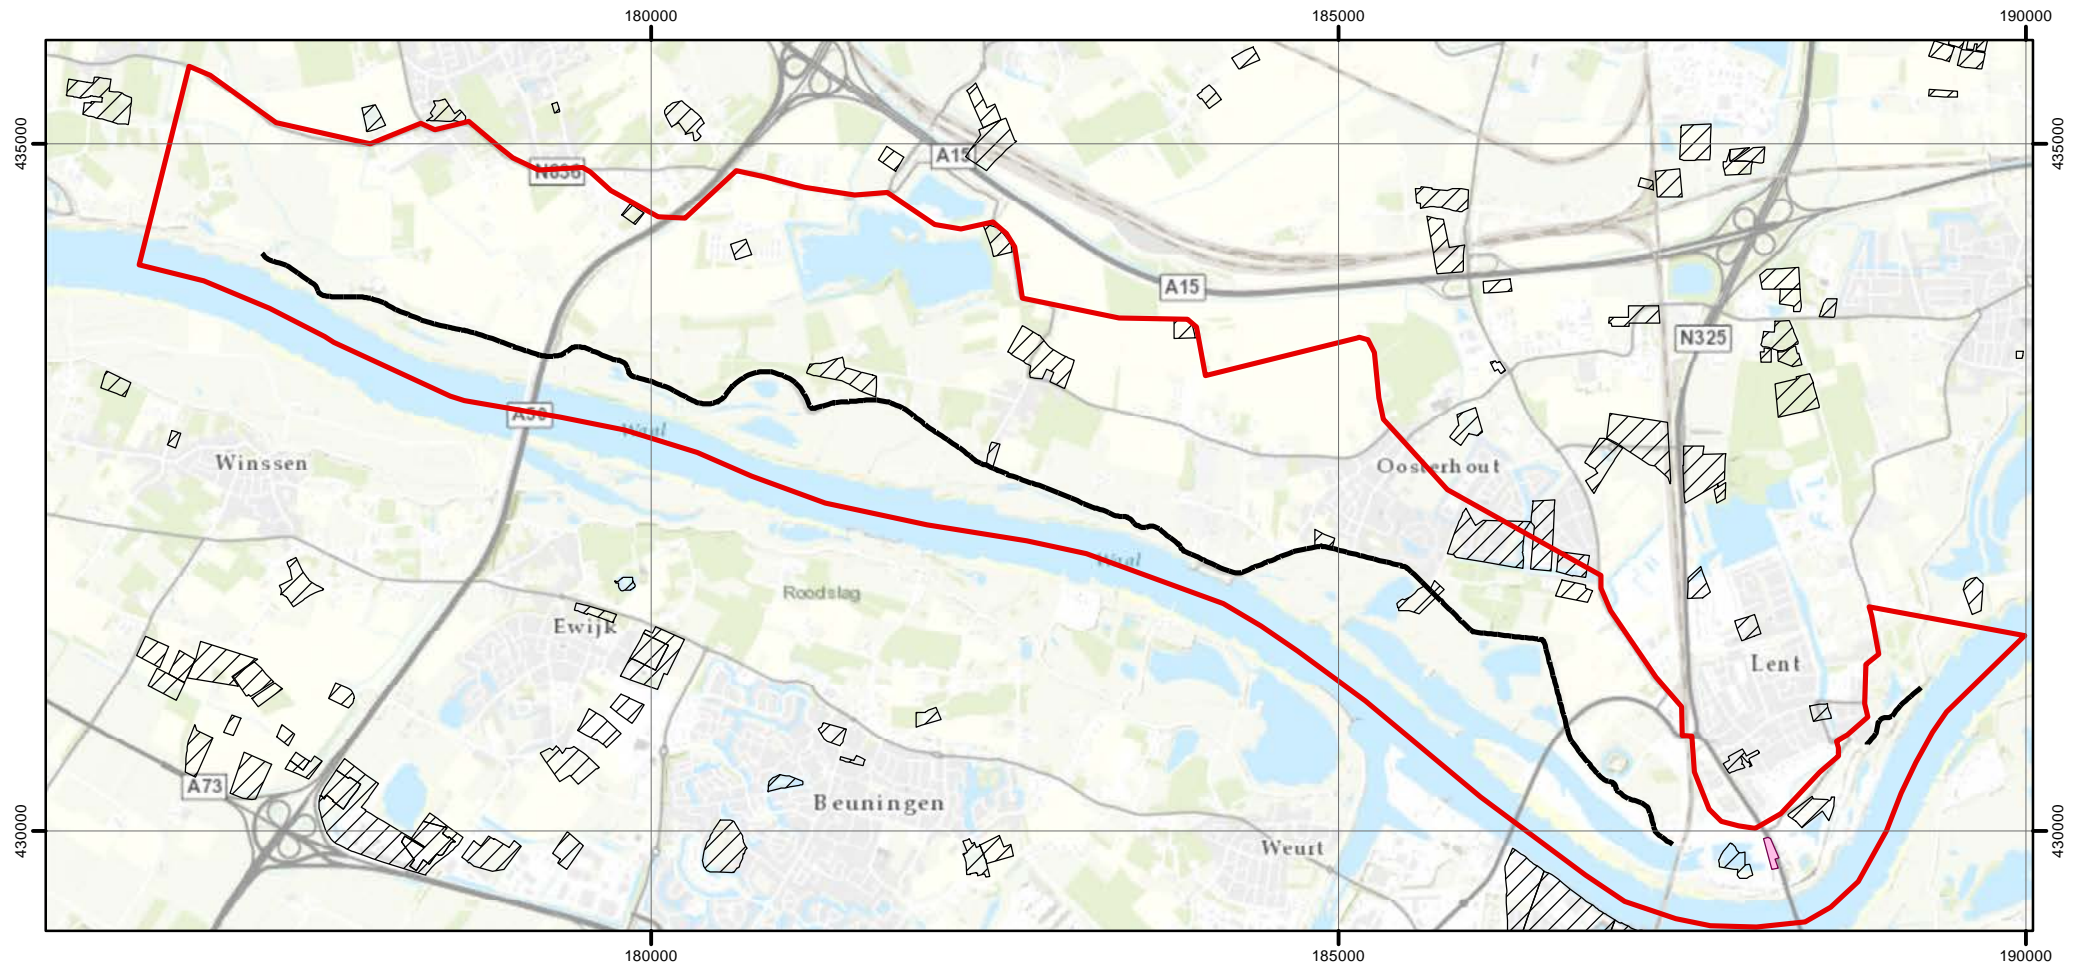 180000
185000
190000
435000
435000
A15
N836
A15
N325
A50
Waal
Winssen
Oosterhout
Waal
Roodslag
Ewijk
Lent
A73
Beuningen
430000
430000
Weurt
180000
185000
190000